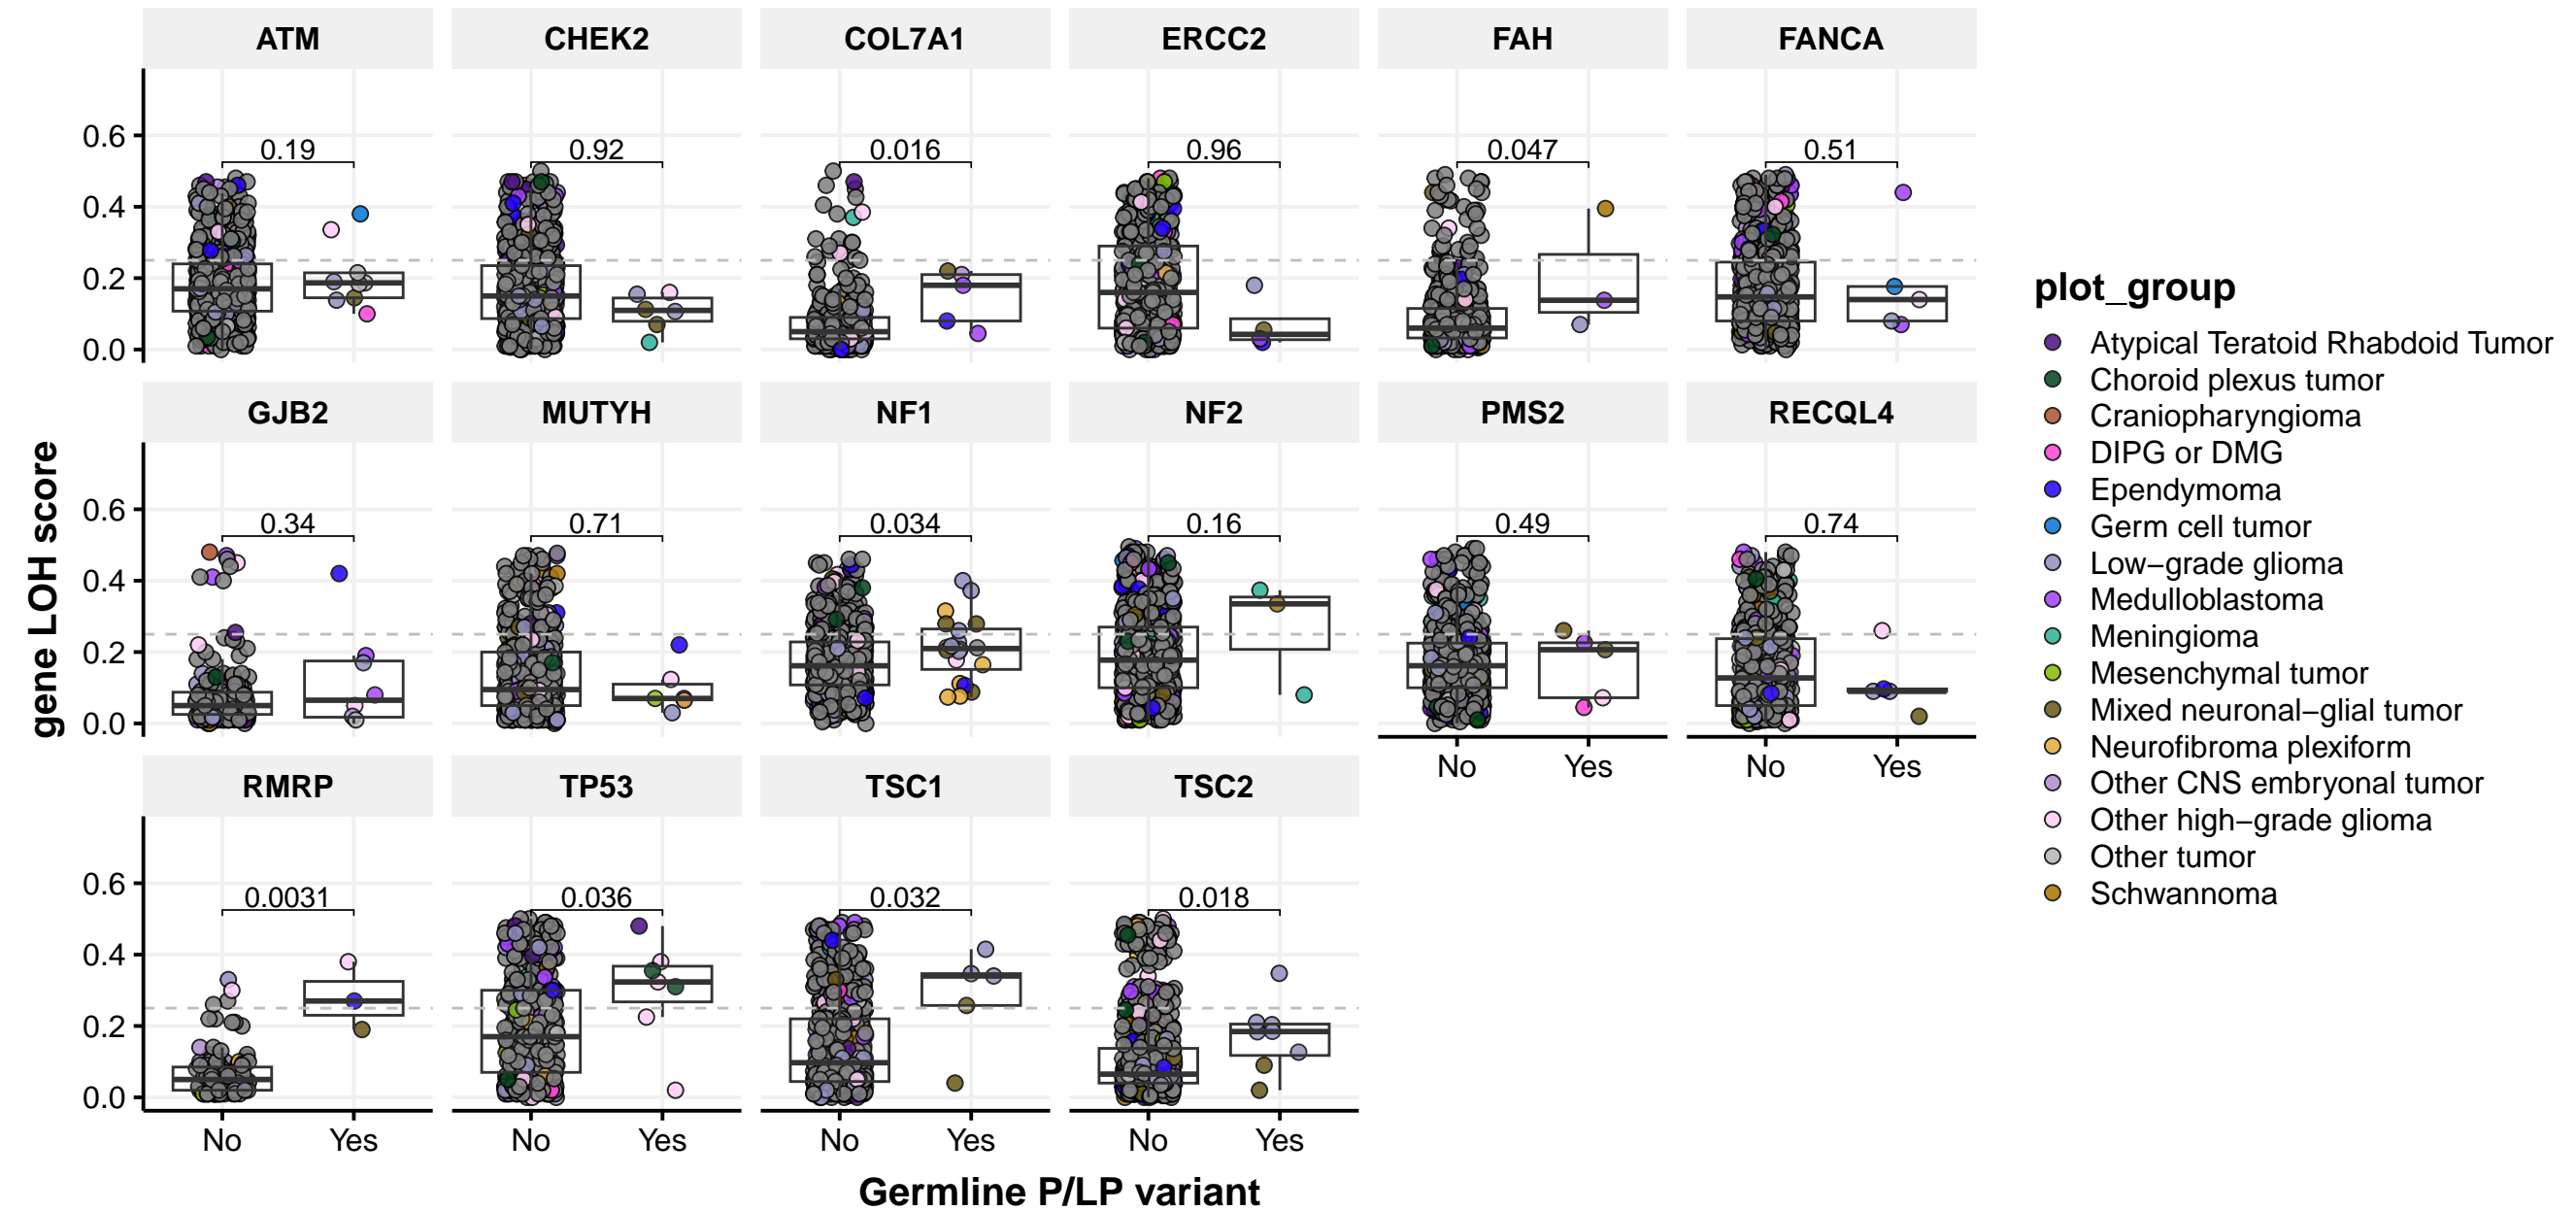 ATM CHEK2 COL7A1 ERCC2 FAH FANCA
0.6
0.4
0.2
0.0
0.19 0.92 0.016 0.96 0.047 0.51
GJB2 MUTYH NF1 NF2 PMS2 RECQL4
0.6
0.4
0.2
0.0
0.34 0.71 0.034 0.16 0.49 0.74
No Yes No Yes
RMRP TP53 TSC1 TSC2
0.6
0.4
0.2
0.0
0.0031 0.036 0.032 0.018
No Yes No Yes No Yes No Yes
gene LOH score
Germline P/LP variant
plot_group
Atypical Teratoid Rhabdoid Tumor
Choroid plexus tumor
Craniopharyngioma
DIPG or DMG
Ependymoma
Germ cell tumor
Low−grade glioma
Medulloblastoma
Meningioma
Mesenchymal tumor
Mixed neuronal−glial tumor
Neurofibroma plexiform
Other CNS embryonal tumor
Other high−grade glioma
Other tumor
Schwannoma